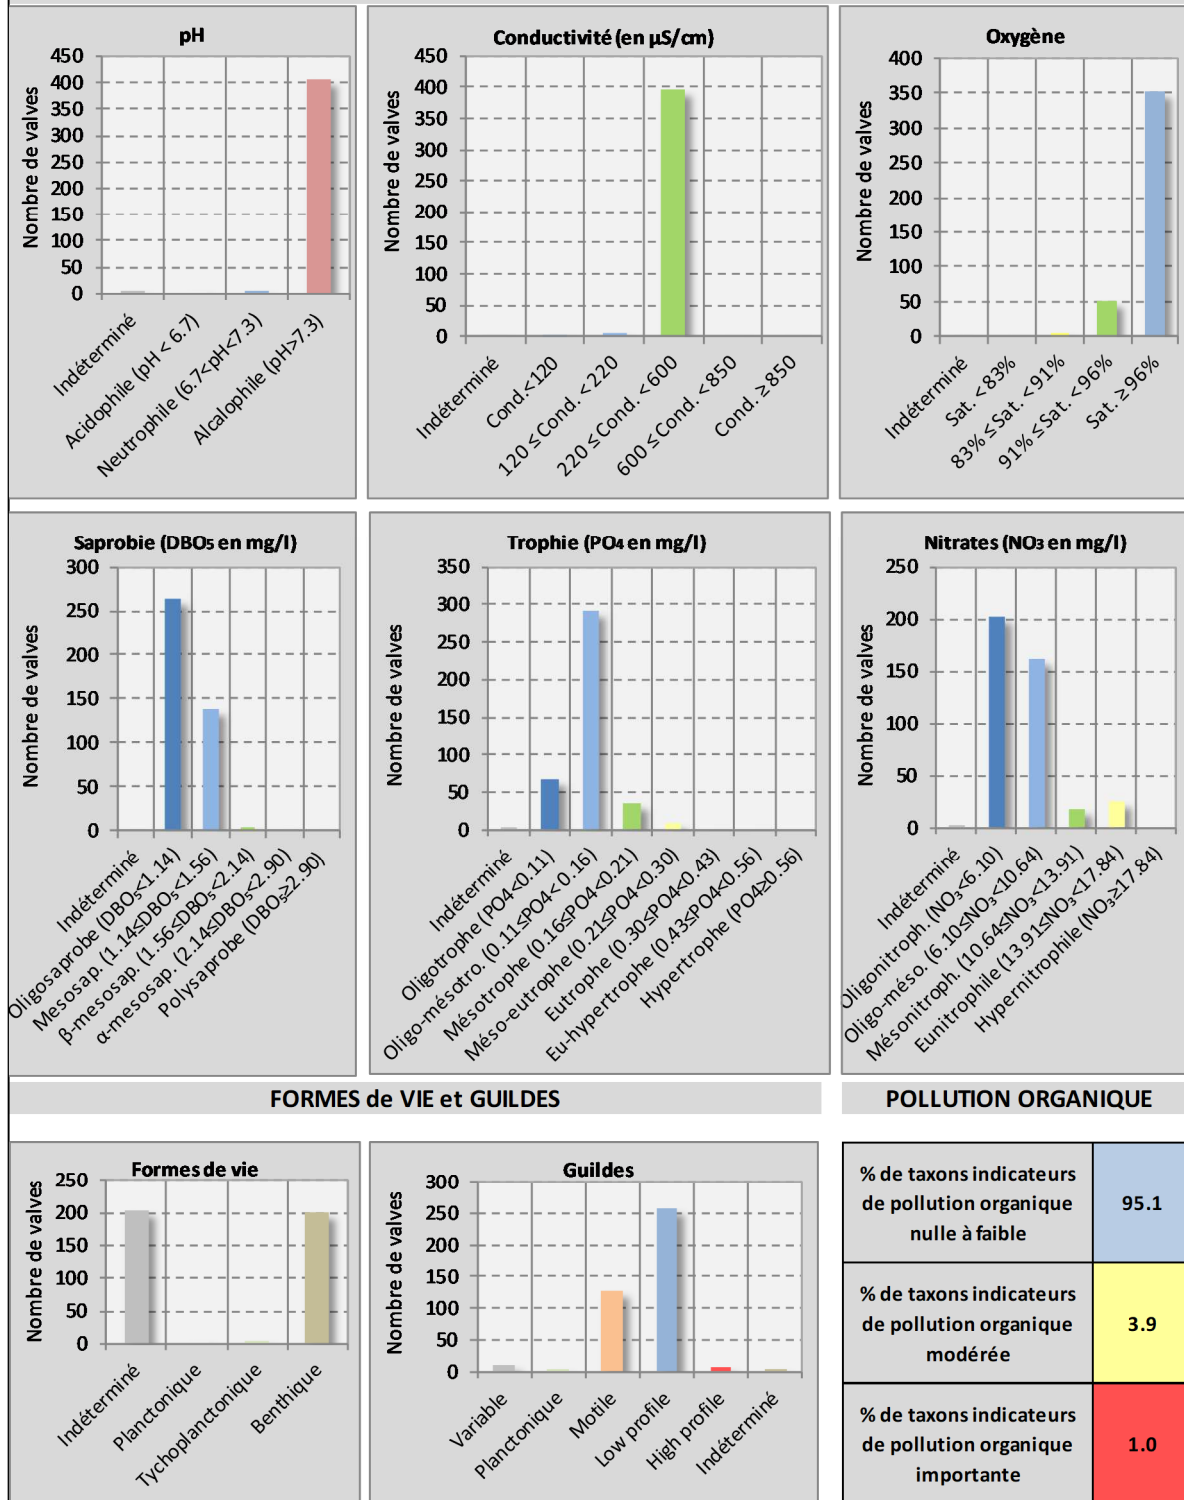 pH
Nombre de valves
450
400
350
300
250
200
150
100
50
0
Indéterminé
Acidophile (pH < 6.7)
Neutrophile (6.7<pH<7.3)
Alcalophile (pH>7.3)
Conductivité (en µS/cm)
Nombre de valves
450
400
350
300
250
200
150
100
50
0
Indéterminé
Cond.<120
120 ≤ Cond. <220
220 ≤ Cond. <600
600 ≤ Cond. <850
Cond. ≥850
Oxygène
Nombre de valves
400
350
300
250
200
150
100
50
0
Indéterminé
Sat. <83%
83% ≤ Sat. <91%
91% ≤ Sat. <96%
Sat. ≥96%
Saprobie (DBO₅ en mg/l)
Nombre de valves
300
250
200
150
100
50
0
Indéterminé
Oligosaprobe (DBO₅<1.14)
Mesosap. (1.14≤DBO₅<1.56)
β-mesosap. (1.56≤DBO₅<2.14)
α-mesosap. (2.14≤DBO₅<2.90)
Polysaprobe (DBO₅≥2.90)
Trophie (PO₄ en mg/l)
Nombre de valves
350
300
250
200
150
100
50
0
Indéterminé
Oligotrophe (PO4<0.11)
Oligo-mésotro. (0.11≤PO4< 0.16)
Mésotrophe (0.16≤PO4<0.21)
Méso-eutrophe (0.21≤PO4<0.30)
Eutrophe (0.30≤PO4<0.43)
Eu-hypertrophe (0.43≤PO4<0.56)
Hypertrophe (PO4≥0.56)
Nitrates (NO₃ en mg/l)
Nombre de valves
250
200
150
100
50
0
Indéterminé
Oligonitroph. (NO₃<6.10)
Oligo-méso. (6.10≤NO₃<10.64)
Mésonitroph. (10.64≤NO₃<13.91)
Eunitrophile (13.91≤NO₃<17.84)
Hypernitrophile (NO₃≥17.84)
FORMES de VIE et GUILDES
POLLUTION ORGANIQUE
Formes de vie
Nombre de valves
250
200
150
100
50
0
Indéterminé
Planctonique
Tychoplanctonique
Benthique
Guildes
Nombre de valves
300
250
200
150
100
50
0
Variable
Planctonique
Motile
Low profile
High profile
Indéterminé
% de taxons indicateurs
de pollution organique
nulle à faible
95.1
% de taxons indicateurs
de pollution organique
modérée
3.9
% de taxons indicateurs
de pollution organique
importante
1.0